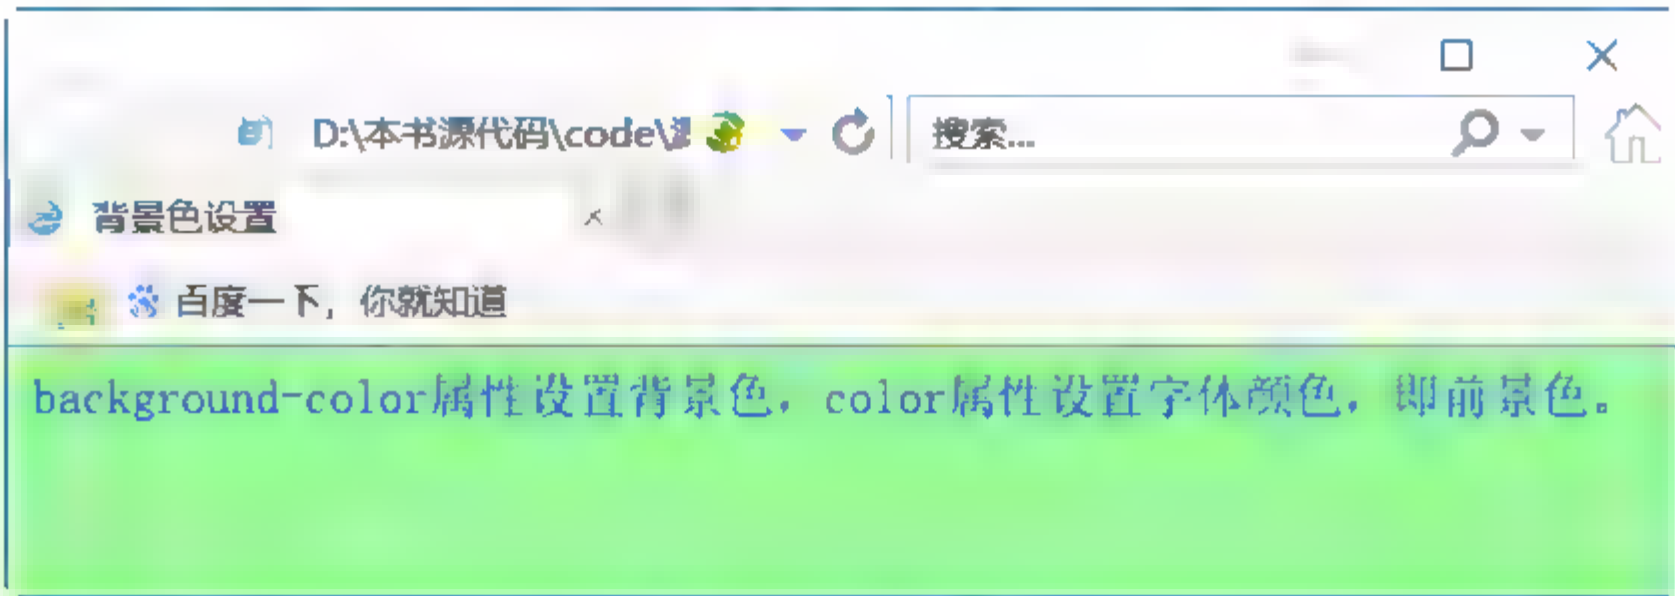 D:\本书源代码\code\
搜索...
背景色设置
百度一下，你就知道
background-color属性设置背景色，color属性设置字体颜色，即前景色。